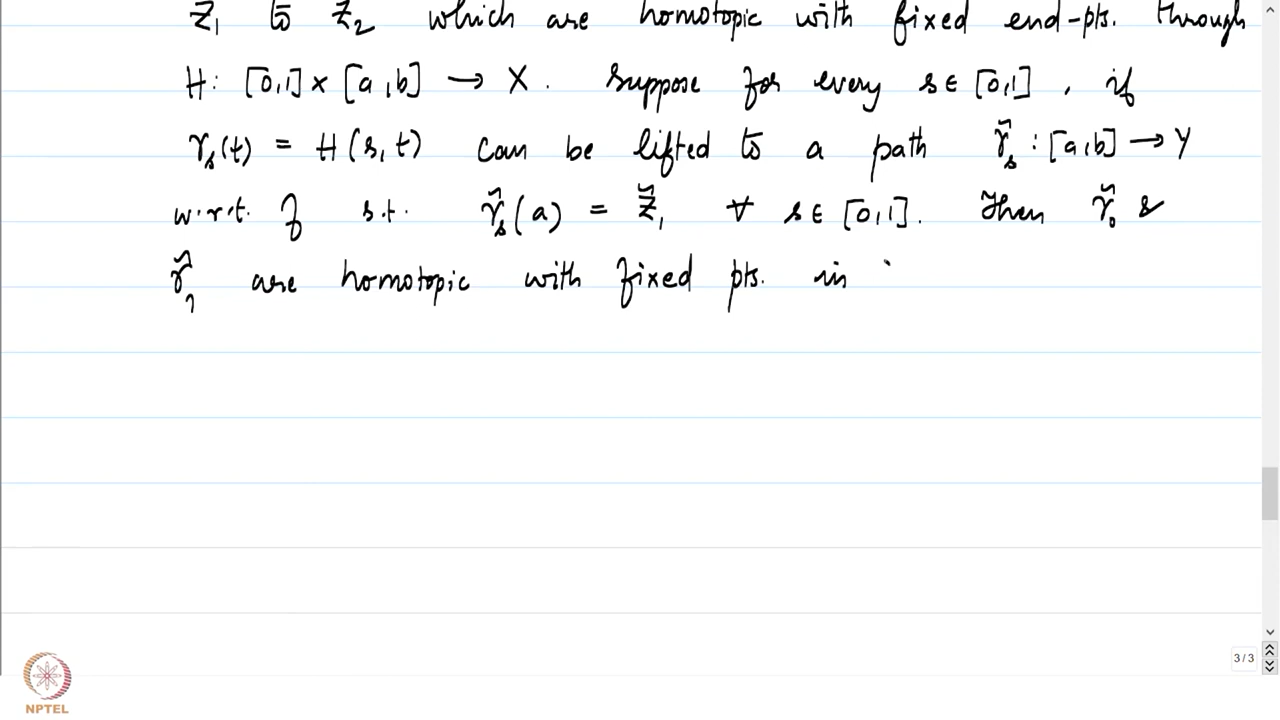 z₁ to z₂ which are homotopic with fixed end-pts. through
H: [0,1] × [a,b] → X. Suppose for every s ∈ [0,1], if
γₛ(t) = H(s,t) can be lifted to a path γ̃ₛ : [a,b] → Y
w.r.t. f s.t. γ̃ₛ(a) = z̃₁ ∀ s ∈ [0,1]. Then γ̃₀ &
γ̃₁ are homotopic with fixed pts. in
3/3
NPTEL